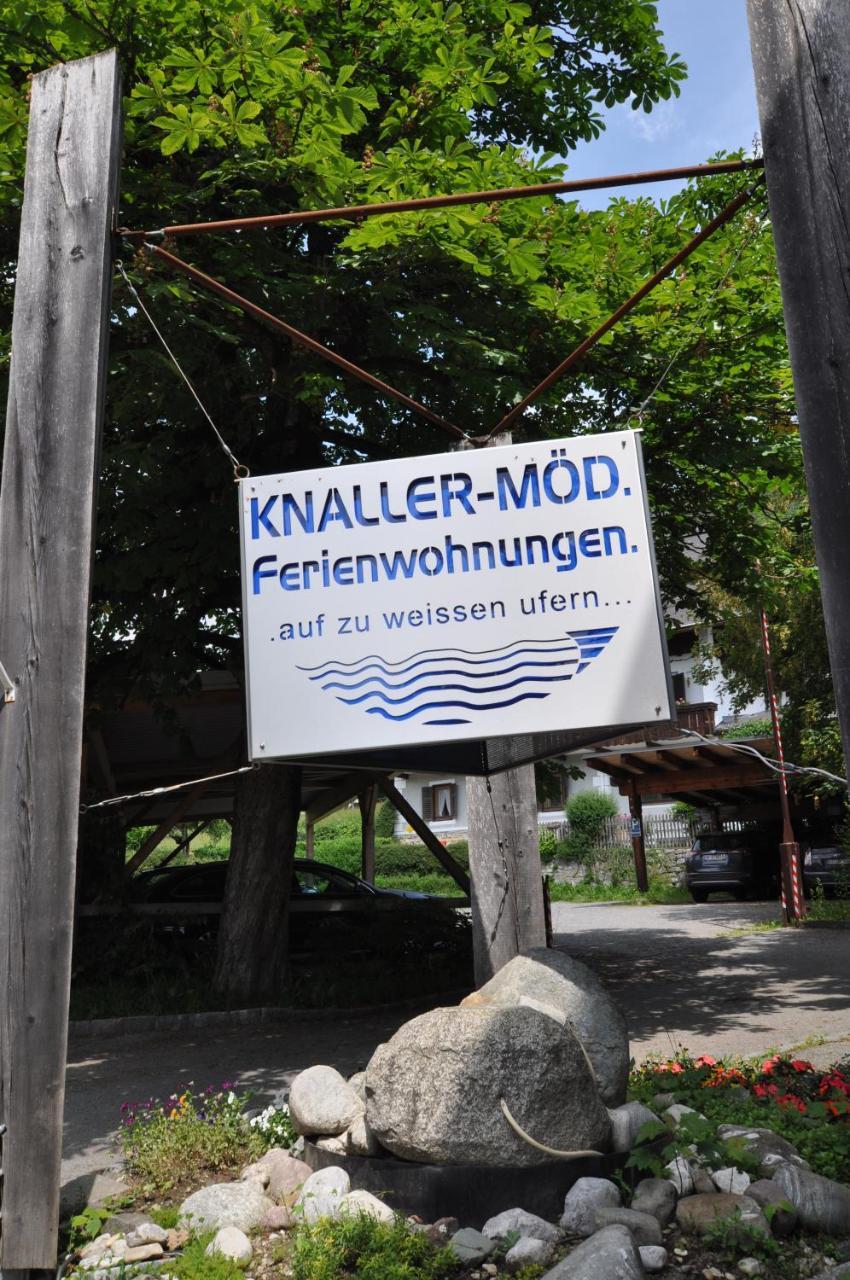 KNALLER-MÖD.
Ferienwohnungen.
.auf zu weissen ufern...